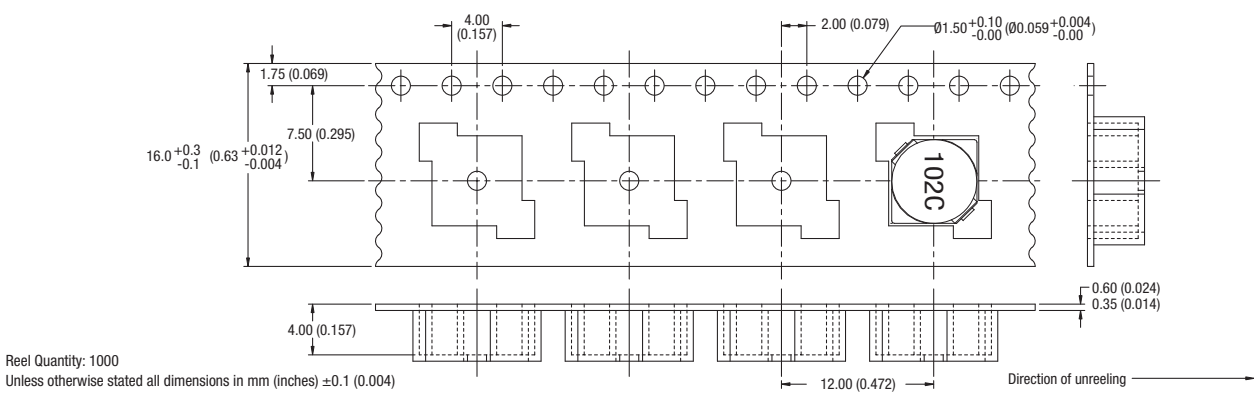 4.00
(0.157)
2.00 (0.079)
Ø1.50 +0.10 -0.00 (Ø0.059 +0.004 -0.00)
1.75 (0.069)
7.50 (0.295)
16.0 +0.3 -0.1 (0.63 +0.012 -0.004)
102C
0.60 (0.024)
0.35 (0.014)
4.00 (0.157)
12.00 (0.472)
Direction of unreeling
Reel Quantity: 1000
Unless otherwise stated all dimensions in mm (inches) ±0.1 (0.004)